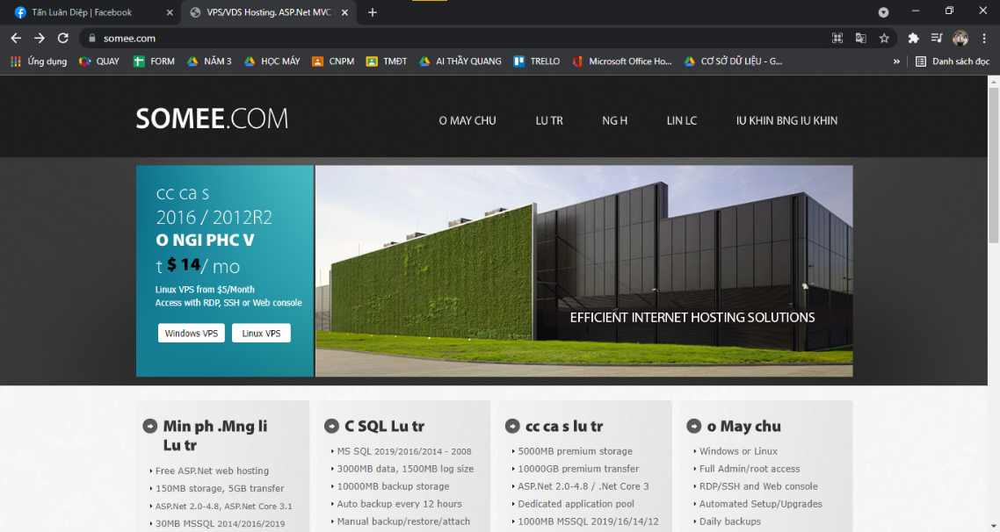 Tấn Luân Diệp | Facebook
VPS/VDS Hosting. ASP.Net MVC
somee.com
Ứng dụng
QUAY
FORM
NĂM 3
HỌC MÁY
CNPM
TMĐT
AI THẦY QUANG
TRELLO
Microsoft Office Ho...
CƠ SỞ DỮ LIỆU - G...
»
Danh sách đọc
SOMEE.COM
O MAY CHU
LU TR
NG H
LIN LC
IU KHIN BNG IU KHIN
cc ca s
2016 / 2012R2
O NGI PHC V
t $ 14/ mo
Linux VPS from $5/Month
Access with RDP, SSH or Web console
Windows VPS
Linux VPS
EFFICIENT INTERNET HOSTING SOLUTIONS
Min ph .Mng li
Lu tr
Free ASP.Net web hosting
150MB storage, 5GB transfer
ASP.Net 2.0-4.8, ASP.Net Core 3.1
30MB MSSQL 2014/2016/2019
C SQL Lu tr
MS SQL 2019/2016/2014 - 2008
3000MB data, 1500MB log size
10000MB backup storage
Auto backup every 12 hours
Manual backup/restore/attach
cc ca s lu tr
5000MB premium storage
10000GB premium transfer
ASP.Net 2.0-4.8 / .Net Core 3
Dedicated application pool
1000MB MSSQL 2019/16/14/12
o May chu
Windows or Linux
Full Admin/root access
RDP/SSH and Web console
Automated Setup/Upgrades
Daily backups